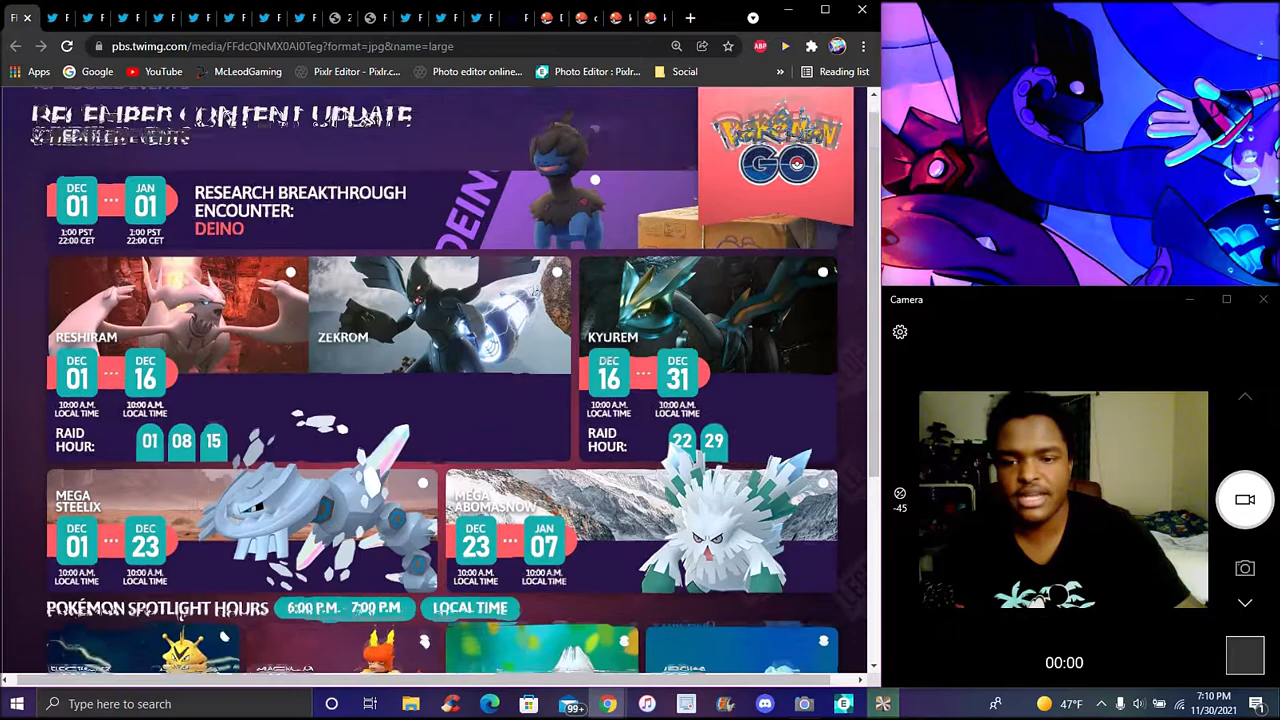 pbs.twimg.com/media/FFdcQNMX0AI0Teg?format=jpg&name=large
ABP
Apps
Google
YouTube
McLeodGaming
Pixlr Editor - Pixlr.c...
Photo editor online...
Photo Editor : Pixlr...
Social
»
Reading list
CONTENT UPDATE
POKÉMON
GO
DEC
01
1:00 PST
22:00 CET
JAN
01
1:00 PST
22:00 CET
RESEARCH BREAKTHROUGH
ENCOUNTER:
DEINO
DEIN
RESHIRAM
ZEKROM
DEC
01
10:00 A.M.
LOCAL TIME
DEC
16
10:00 A.M.
LOCAL TIME
RAID
HOUR:
01
08
15
KYUREM
DEC
16
10:00 A.M.
LOCAL TIME
DEC
31
10:00 A.M.
LOCAL TIME
RAID
HOUR:
22
29
MEGA
STEELIX
DEC
01
10:00 A.M.
LOCAL TIME
DEC
23
10:00 A.M.
LOCAL TIME
MEGA
ABOMASNOW
DEC
23
10:00 A.M.
LOCAL TIME
JAN
07
10:00 A.M.
LOCAL TIME
POKÉMON SPOTLIGHT HOURS
6:00 P.M. - 7:00 P.M.
LOCAL TIME
Camera
-45
00:00
Type here to search
99+
47°F
7:10 PM
11/30/2021